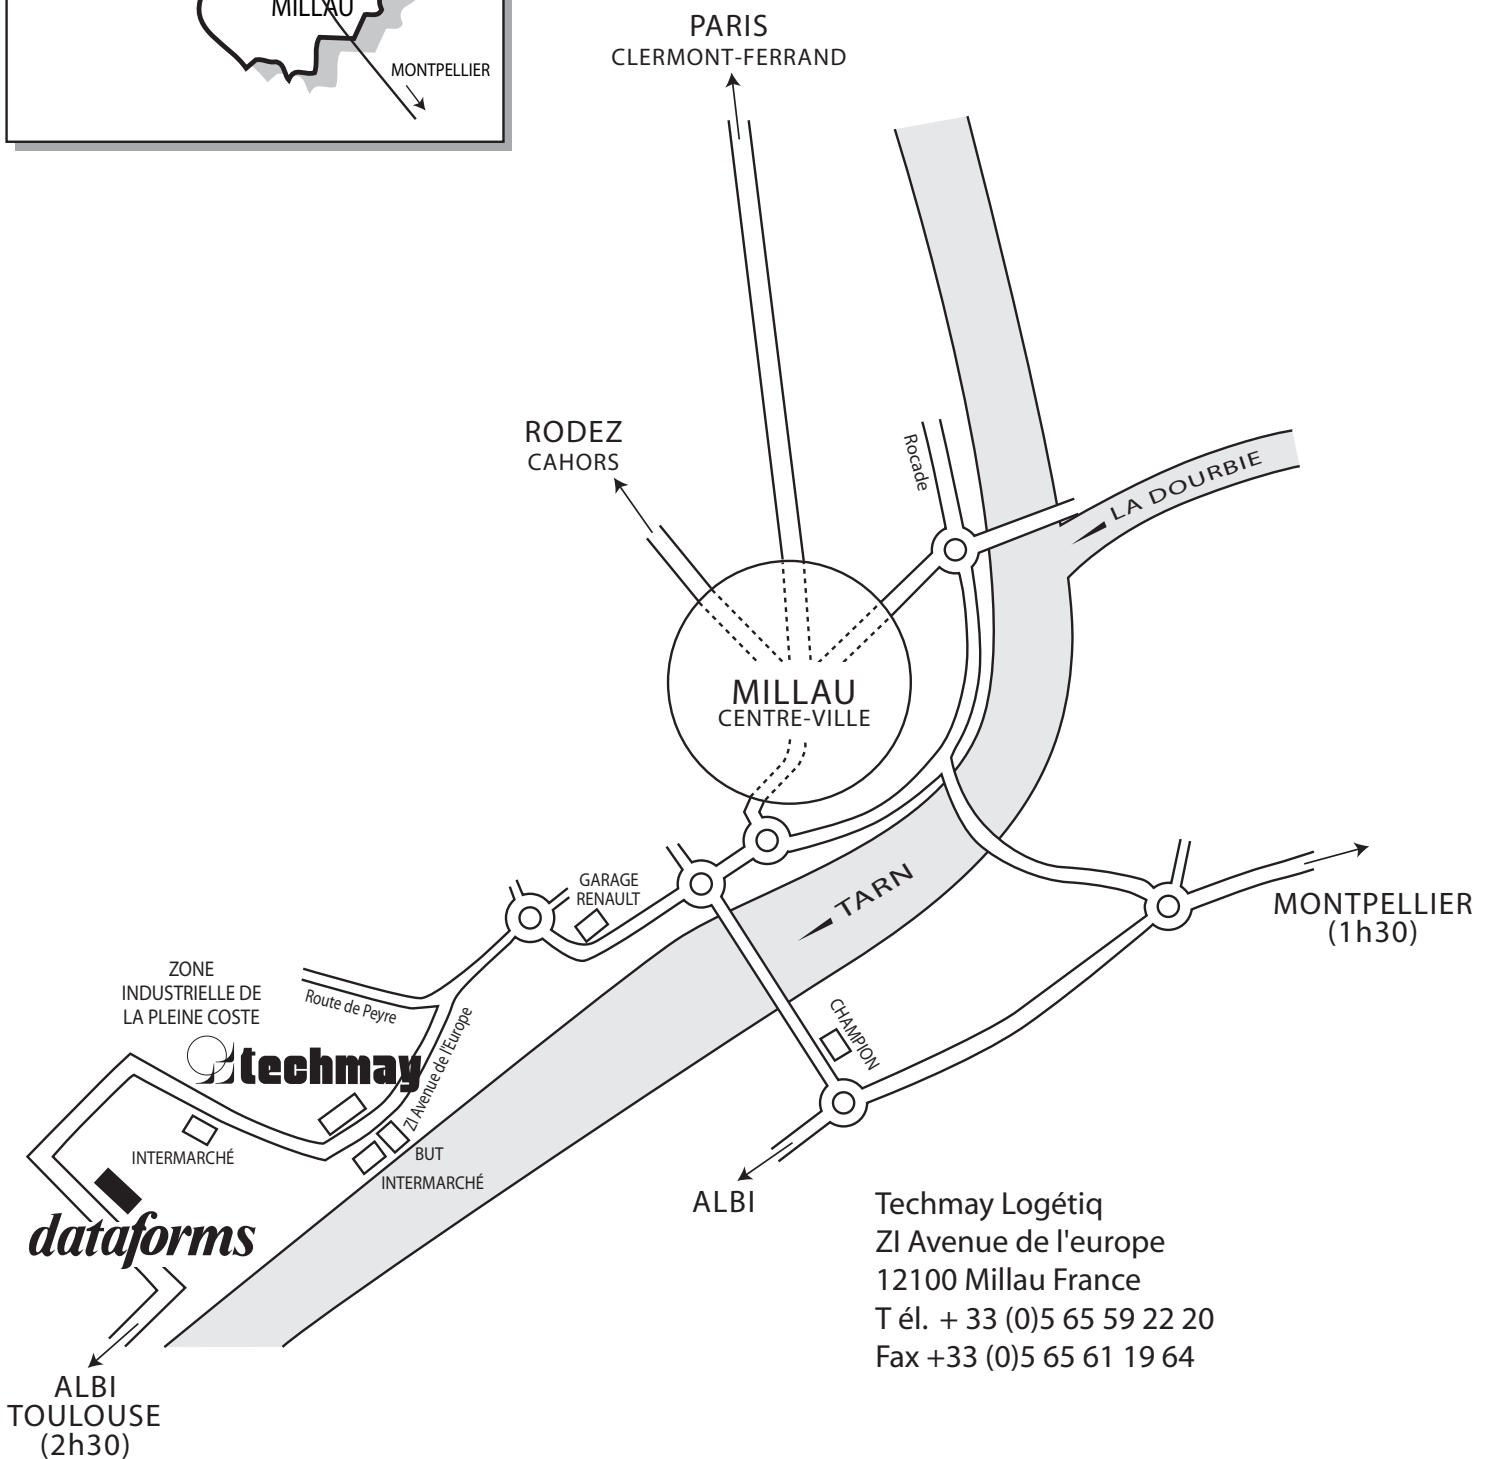 MILLAU
MONTPELLIER
PARIS
CLERMONT-FERRAND
RODEZ
CAHORS
Rocade
LA DOURBIE
MILLAU
CENTRE-VILLE
TARN
GARAGE
RENAULT
MONTPELLIER
(1h30)
ZONE
INDUSTRIELLE DE
LA PLEINE COSTE
Route de Peyre
techmay
ZI Avenue de l'Europe
CHAMPION
INTERMARCHÉ
BUT
INTERMARCHÉ
dataforms
ALBI
ALBI
TOULOUSE
(2h30)
Techmay Logétiq
ZI Avenue de l'europe
12100 Millau France
T él. + 33 (0)5 65 59 22 20
Fax +33 (0)5 65 61 19 64